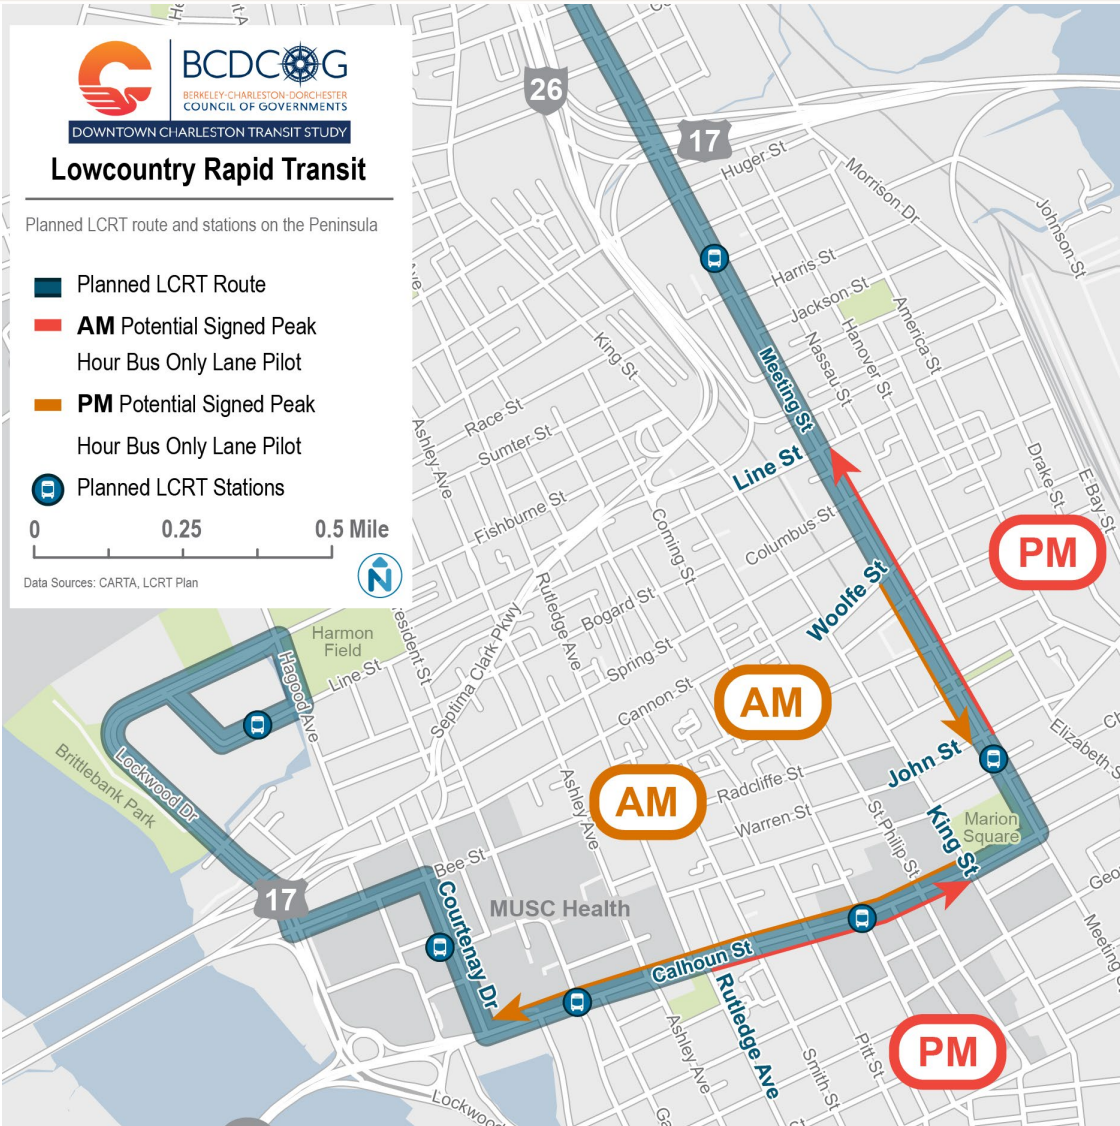 BCDCOG
BERKELEY-CHARLESTON-DORCHESTER
COUNCIL OF GOVERNMENTS
DOWNTOWN CHARLESTON TRANSIT STUDY
Lowcountry Rapid Transit
Planned LCRT route and stations on the Peninsula
Planned LCRT Route
AM Potential Signed Peak
Hour Bus Only Lane Pilot
PM Potential Signed Peak
Hour Bus Only Lane Pilot
Planned LCRT Stations
0 0.25 0.5 Mile
Data Sources: CARTA, LCRT Plan
N
26
17
Huger St
Morrison Dr
Johnson St
Harris St
Jackson St
America St
Hanover St
Nassau St
King St
Meeting St
Race St
Sumter St
Ashley Ave
Line St
Drake St
E Bay St
Fishburne St
Coming St
Columbus St
PM
Woolfe St
Rutledge Ave
Bogard St
Harmon
Field
Line St
Hagood Ave
Septima Clark Pkwy
Spring St
Cannon St
AM
Elizabeth S
Brittlebank Park
Lockwood Dr
John St
AM
Ashley Ave
Radcliffe St
Warren St
St Philip St
King St
Marion
Square
Bee St
17
Courtenay Dr
MUSC Health
Geo
Calhoun St
Meeting
Rutledge Ave
Ashley Ave
Smith St
Pitt St
PM
Lockwood